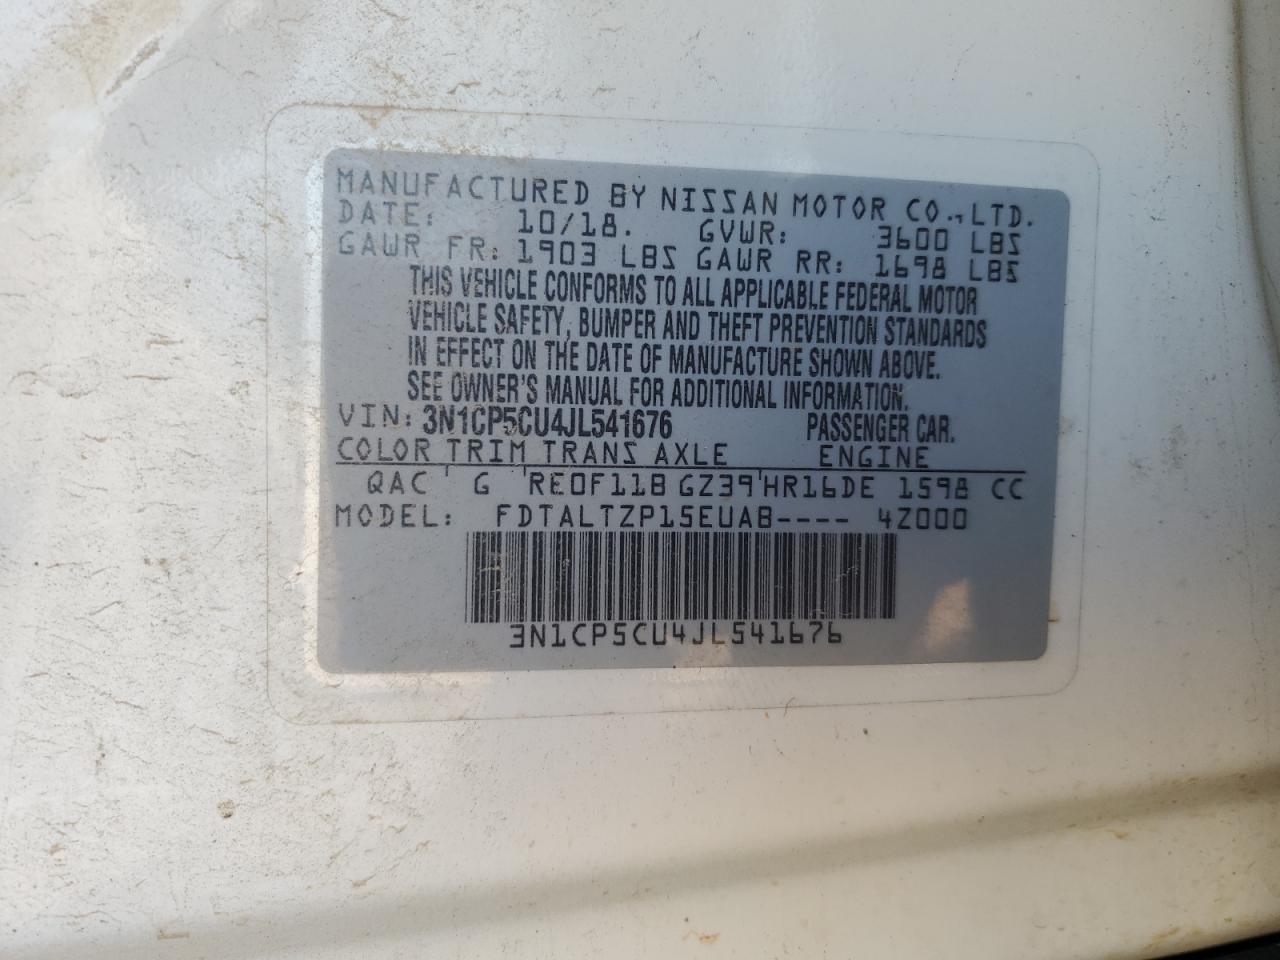 MANUFACTURED BY NISSAN MOTOR CO., LTD.
DATE: 10/18. GVWR: 3600 LBS
GAWR FR: 1903 LBS GAWR RR: 1698 LBS
THIS VEHICLE CONFORMS TO ALL APPLICABLE FEDERAL MOTOR
VEHICLE SAFETY, BUMPER AND THEFT PREVENTION STANDARDS
IN EFFECT ON THE DATE OF MANUFACTURE SHOWN ABOVE.
SEE OWNER'S MANUAL FOR ADDITIONAL INFORMATION.
VIN: 3N1CP5CU4JL541676 PASSENGER CAR.
COLOR TRIM TRANS AXLE ENGINE
QAC G RE0F11B GZ39 HR16DE 1598 CC
MODEL: FDTALTZP15EUAB---- 4Z000
3N1CP5CU4JL541676